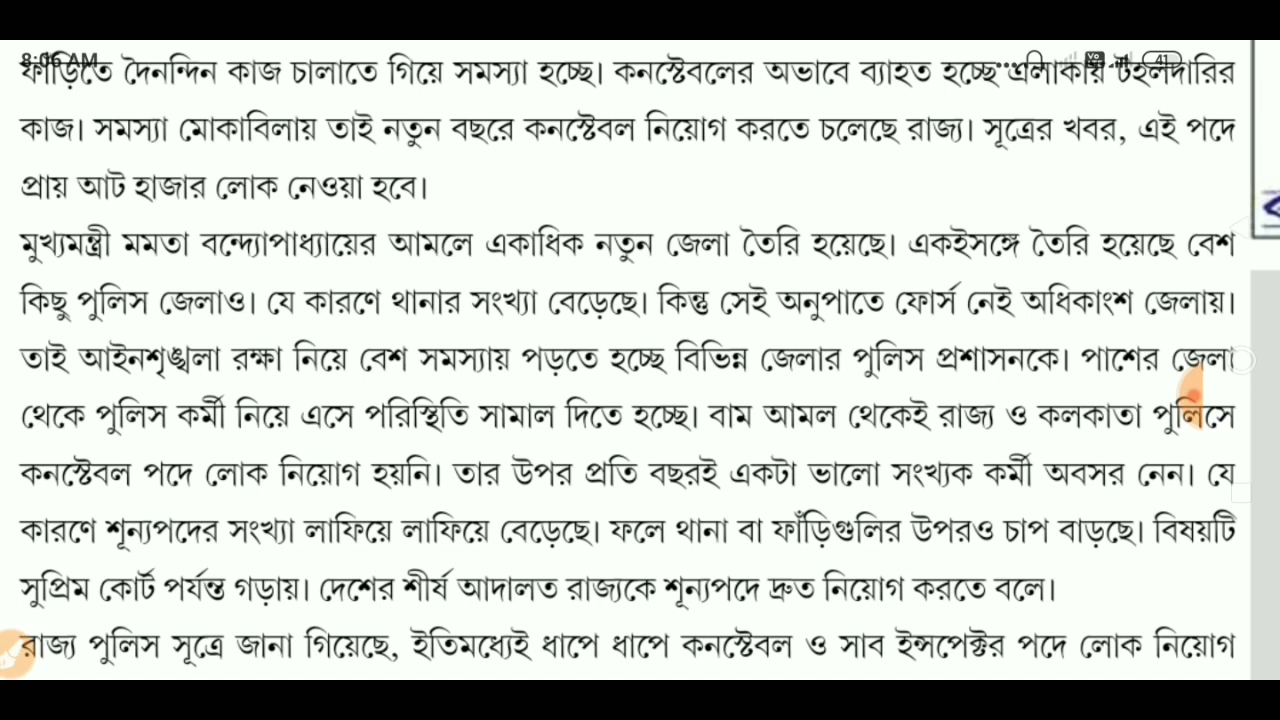 8:06 AM
41
ফাঁড়িতে দৈনন্দিন কাজ চালাতে গিয়ে সমস্যা হচ্ছে। কনস্টেবলের অভাবে ব্যাহত হচ্ছে এলাকায় টহলদারির
কাজ। সমস্যা মোকাবিলায় তাই নতুন বছরে কনস্টেবল নিয়োগ করতে চলেছে রাজ্য। সূত্রের খবর, এই পদে
প্রায় আট হাজার লোক নেওয়া হবে।
মুখ্যমন্ত্রী মমতা বন্দ্যোপাধ্যায়ের আমলে একাধিক নতুন জেলা তৈরি হয়েছে। একইসঙ্গে তৈরি হয়েছে বেশ
কিছু পুলিস জেলাও। যে কারণে থানার সংখ্যা বেড়েছে। কিন্তু সেই অনুপাতে ফোর্স নেই অধিকাংশ জেলায়।
তাই আইনশৃঙ্খলা রক্ষা নিয়ে বেশ সমস্যায় পড়তে হচ্ছে বিভিন্ন জেলার পুলিস প্রশাসনকে। পাশের জেলা
থেকে পুলিস কর্মী নিয়ে এসে পরিস্থিতি সামাল দিতে হচ্ছে। বাম আমল থেকেই রাজ্য ও কলকাতা পুলিসে
কনস্টেবল পদে লোক নিয়োগ হয়নি। তার উপর প্রতি বছরই একটা ভালো সংখ্যক কর্মী অবসর নেন। যে
কারণে শূন্যপদের সংখ্যা লাফিয়ে লাফিয়ে বেড়েছে। ফলে থানা বা ফাঁড়িগুলির উপরও চাপ বাড়ছে। বিষয়টি
সুপ্রিম কোর্ট পর্যন্ত গড়ায়। দেশের শীর্ষ আদালত রাজ্যকে শূন্যপদে দ্রুত নিয়োগ করতে বলে।
রাজ্য পুলিস সূত্রে জানা গিয়েছে, ইতিমধ্যেই ধাপে ধাপে কনস্টেবল ও সাব ইন্সপেক্টর পদে লোক নিয়োগ